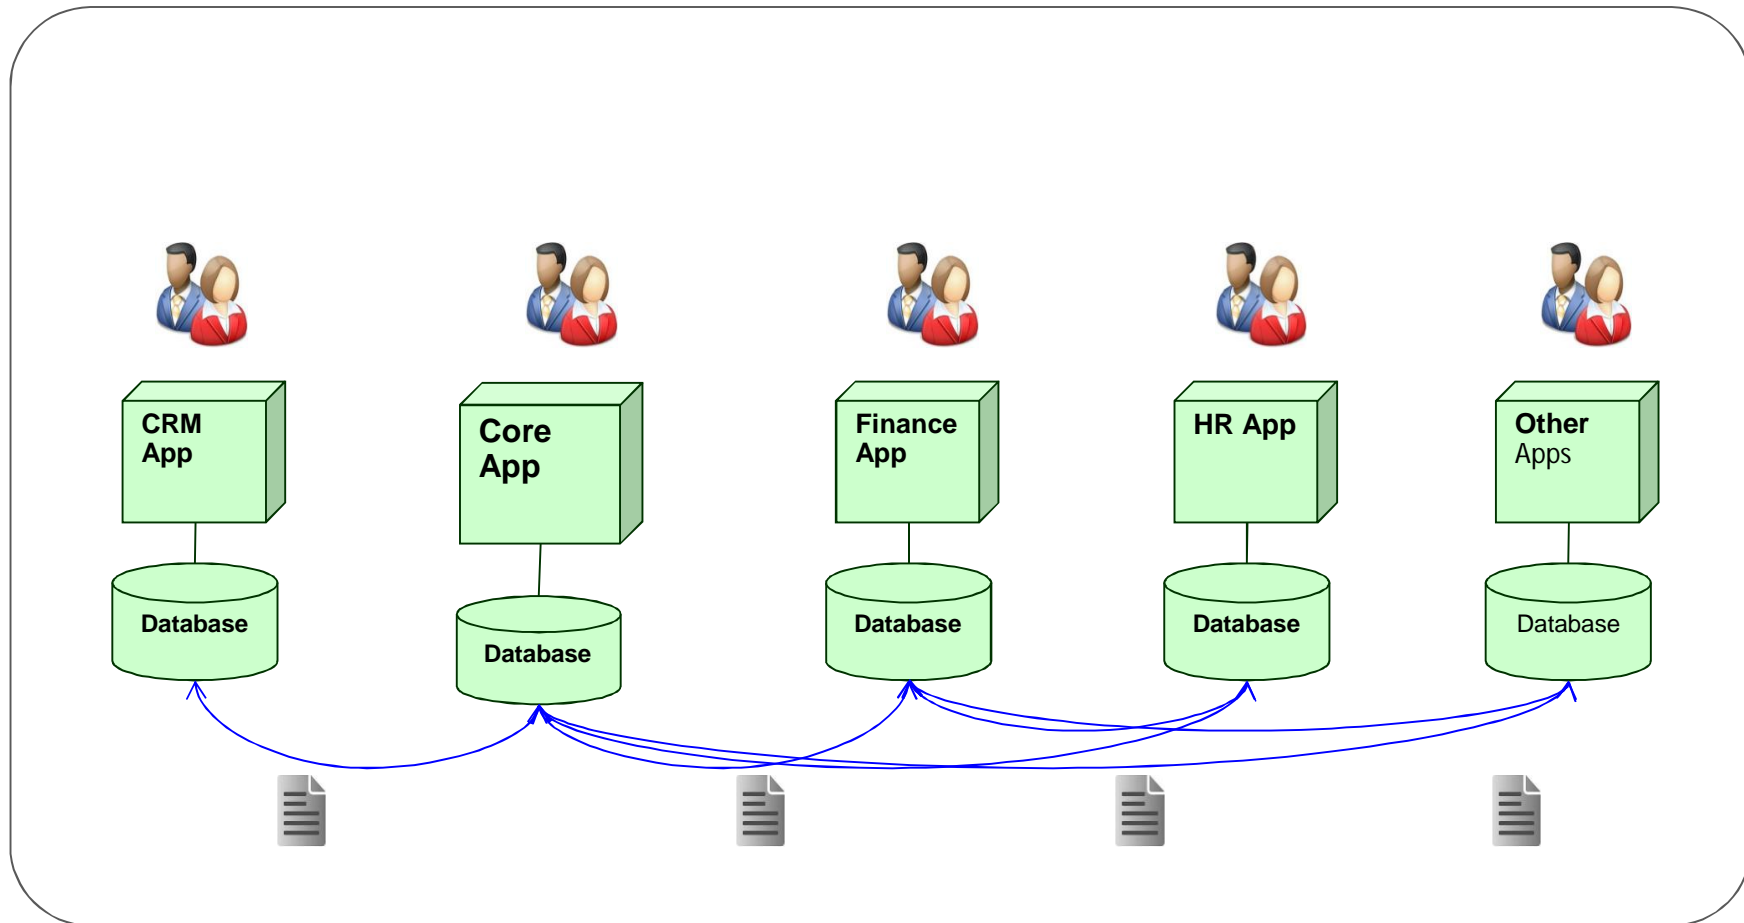 CRM
App
Core
App
Finance
App
HR App
Other
Apps
Database
Database
Database
Database
Database